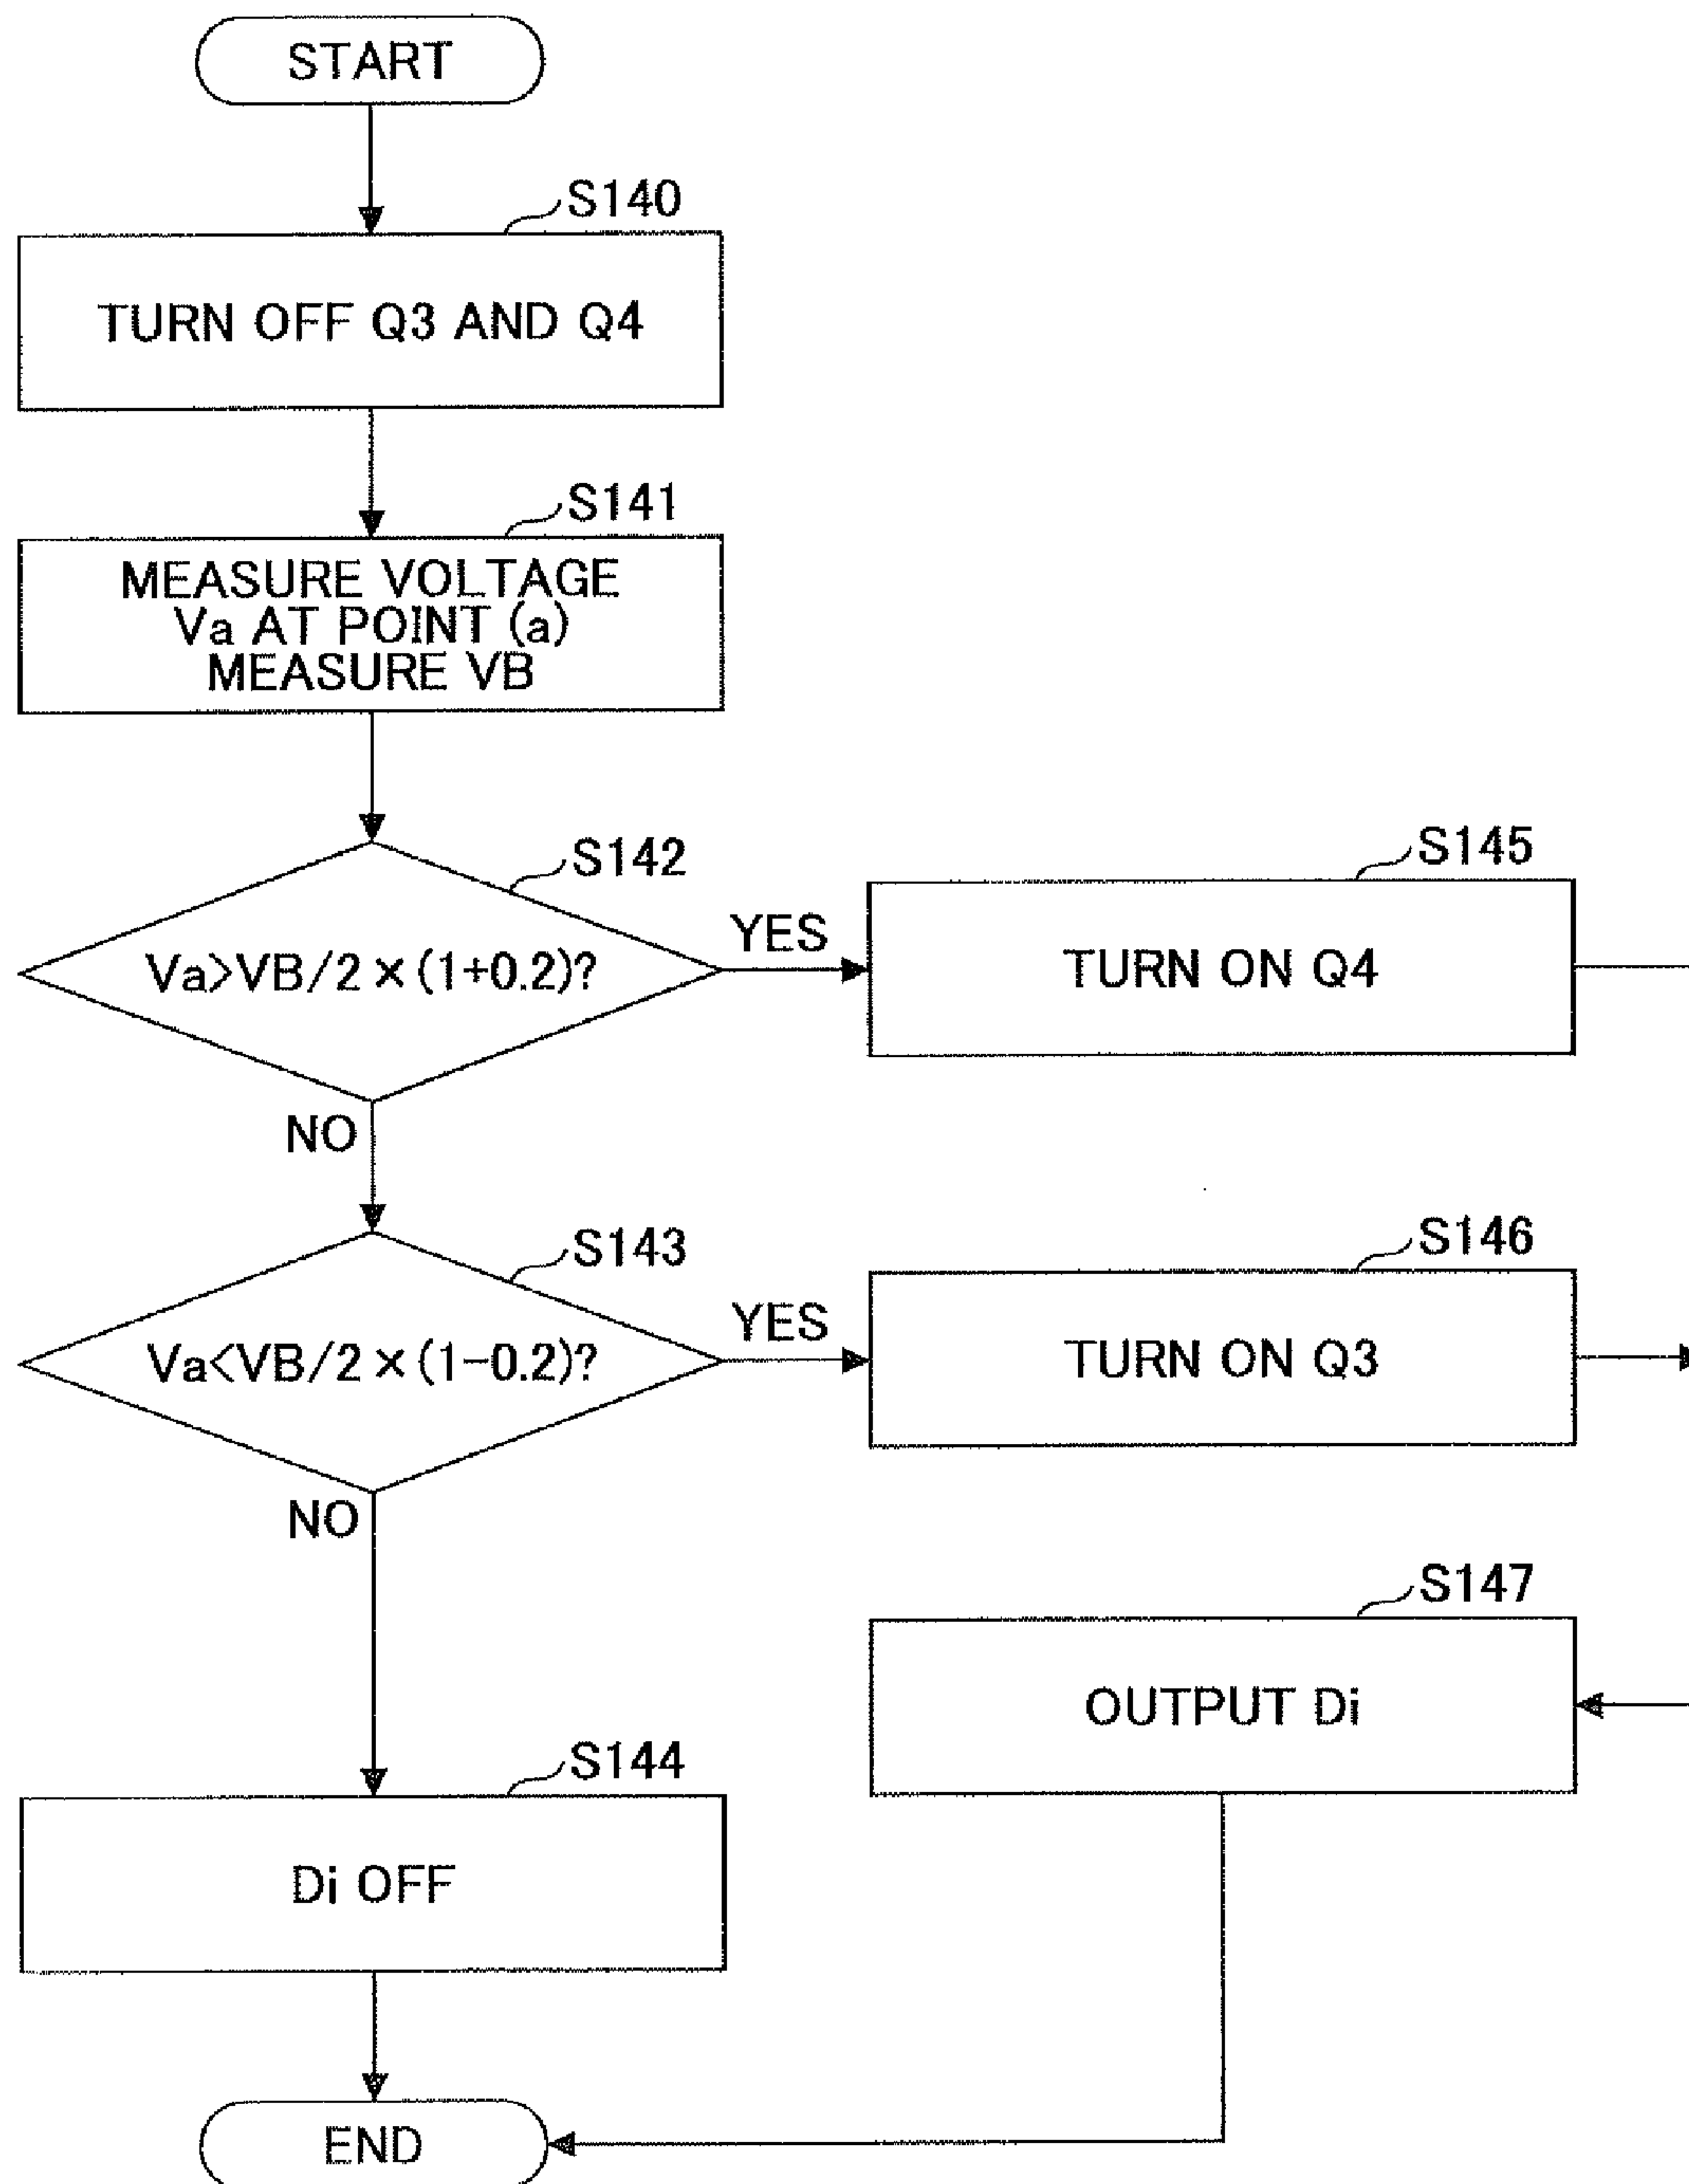 START
S140
TURN OFF Q3 AND Q4
S141
MEASURE VOLTAGE
Va AT POINT (a)
MEASURE VB
S142
Va>VB/2×(1+0.2)?
YES
S145
TURN ON Q4
NO
S143
Va<VB/2×(1-0.2)?
YES
S146
TURN ON Q3
NO
S147
OUTPUT Di
S144
Di OFF
END